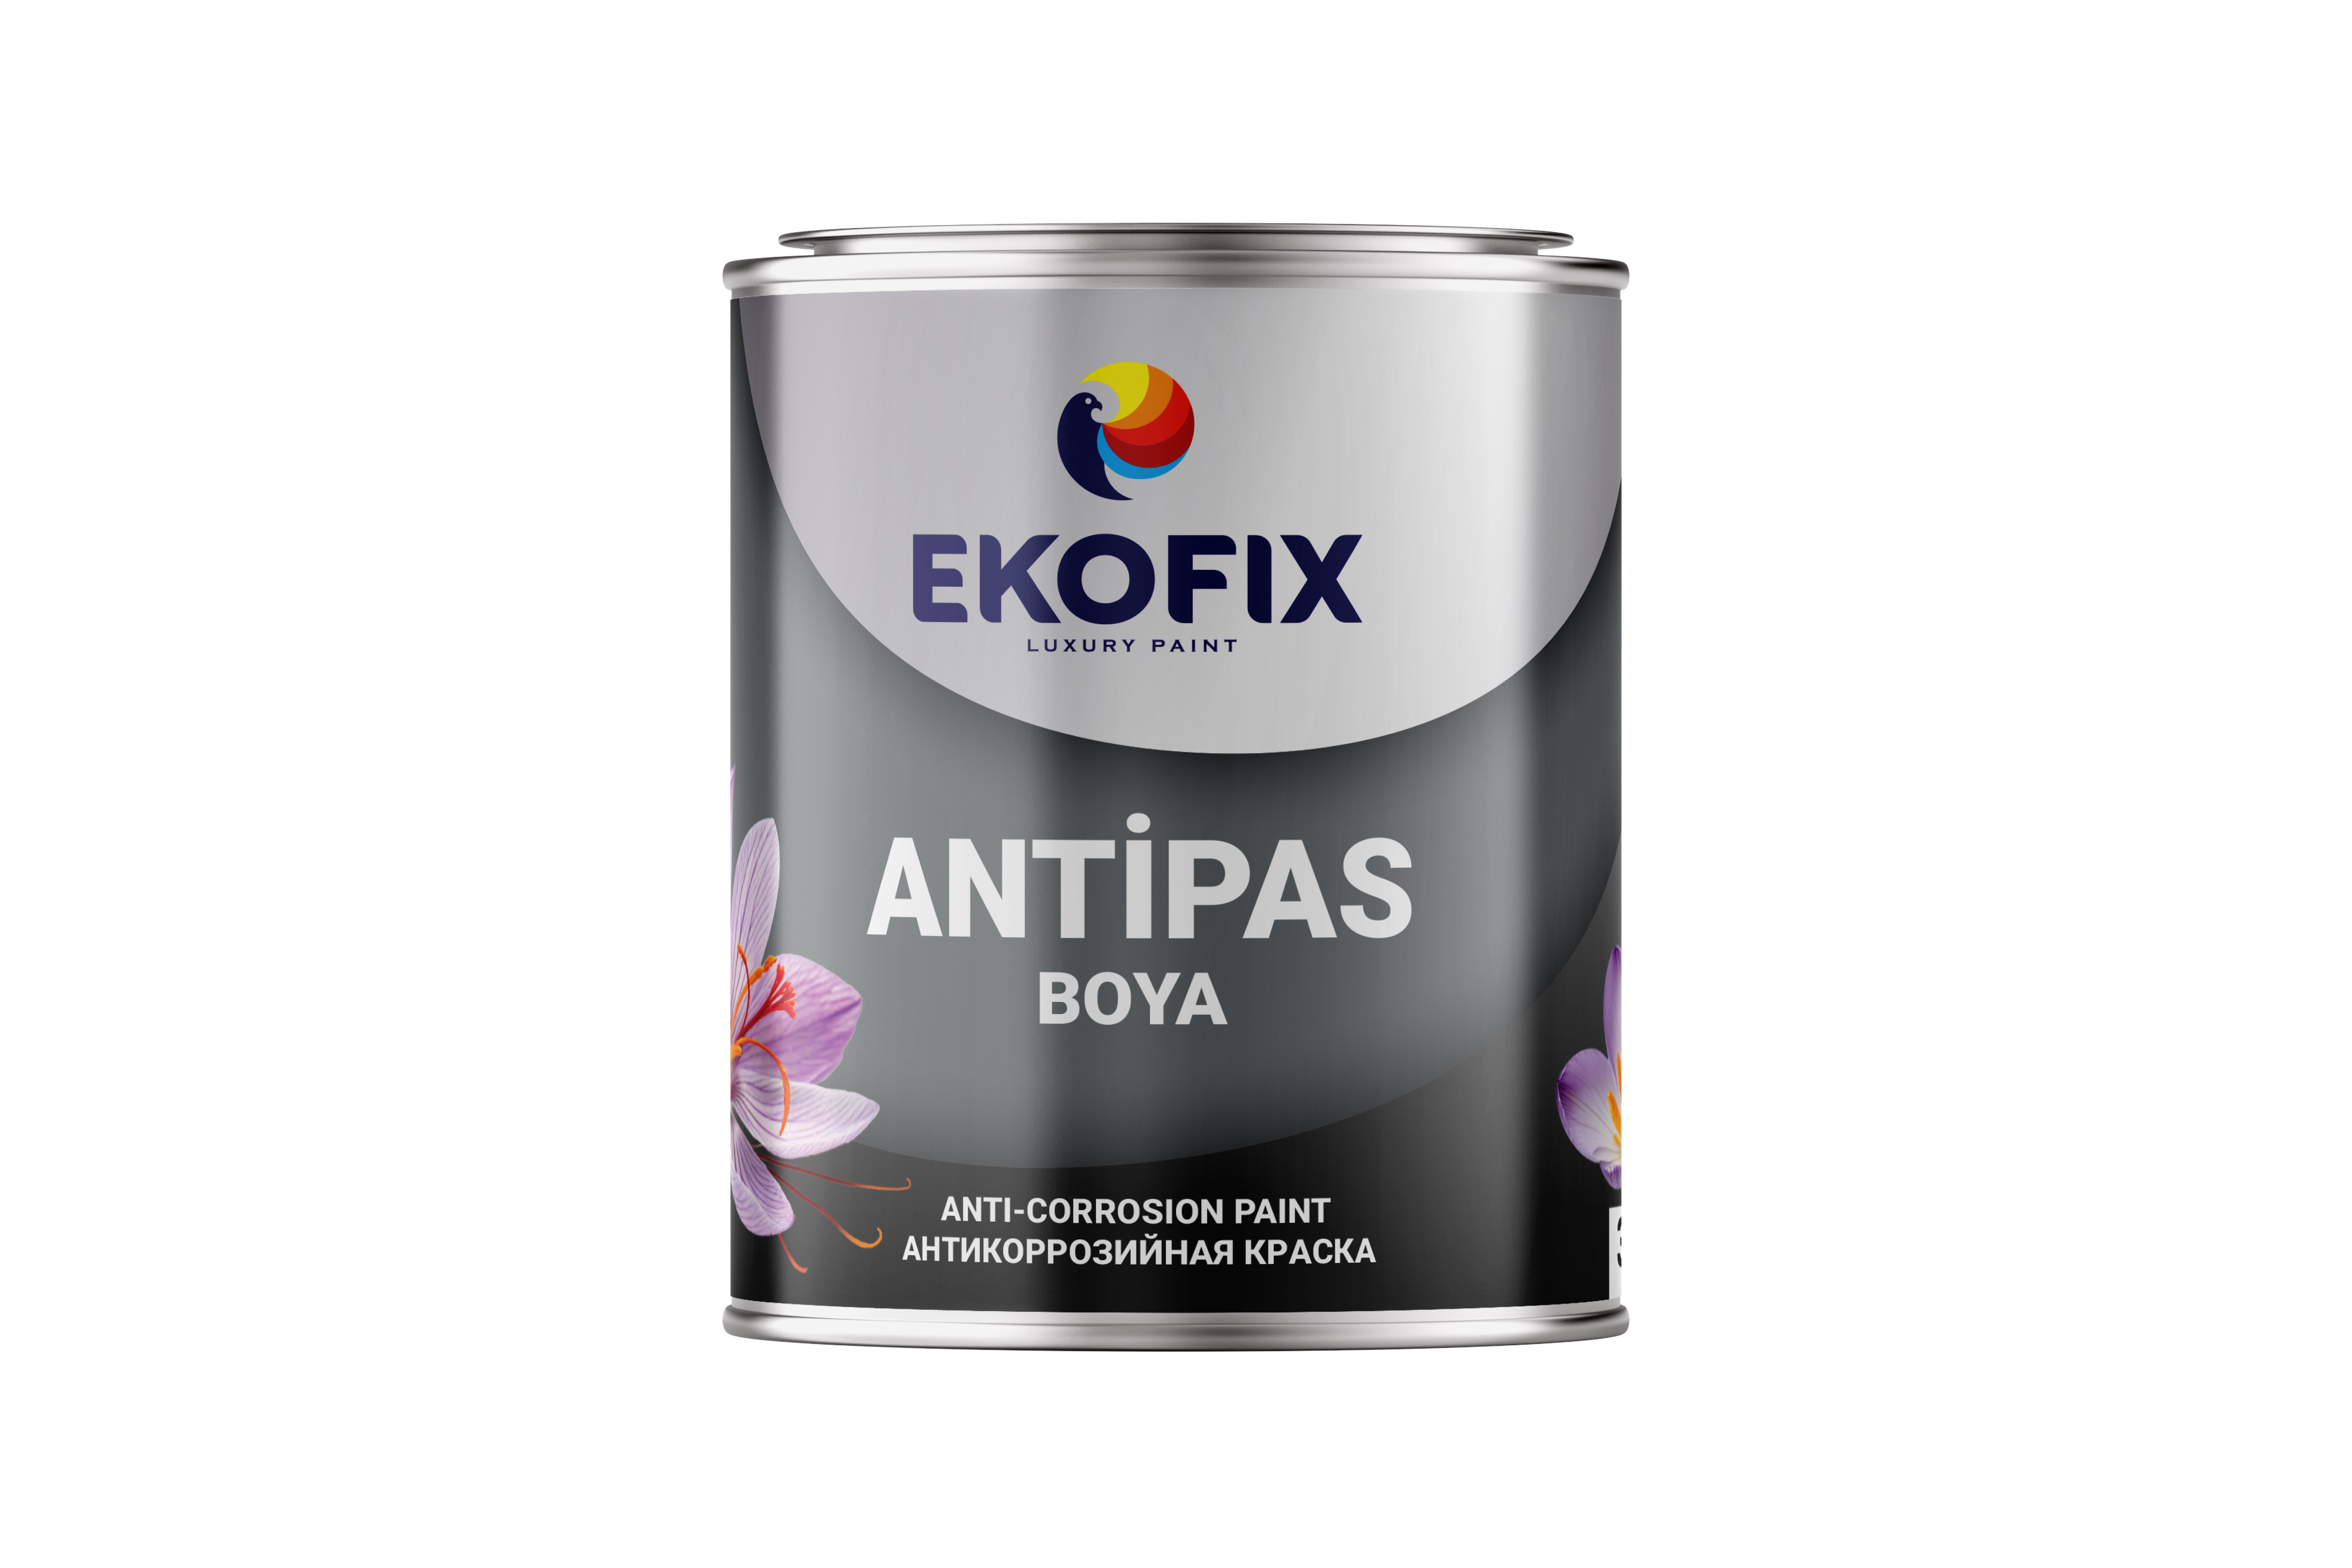 EKOFIX
LUXURY PAINT
ANTİPAS
BOYA
ANTI-CORROSION PAINT
АНТИКОРРОЗИЙНАЯ КРАСКА